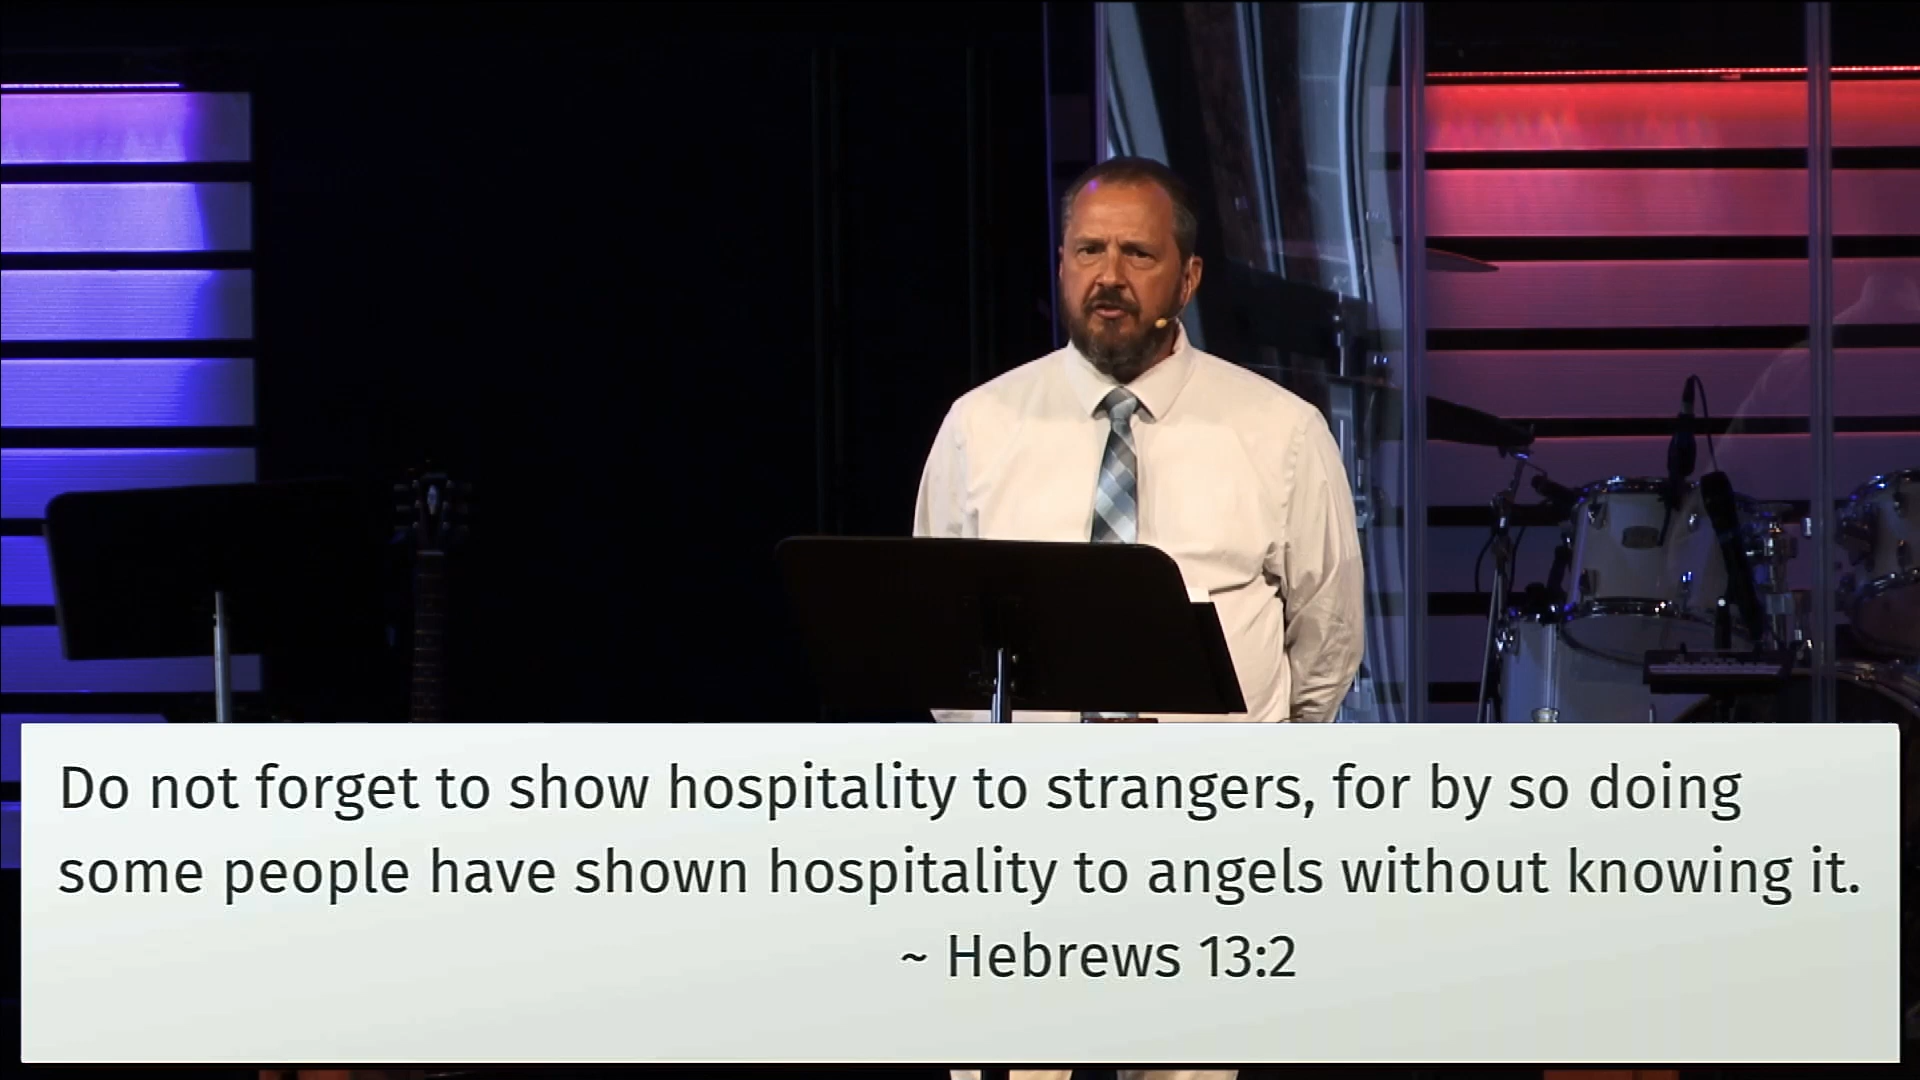 Do not forget to show hospitality to strangers, for by so doing
some people have shown hospitality to angels without knowing it.
~ Hebrews 13:2